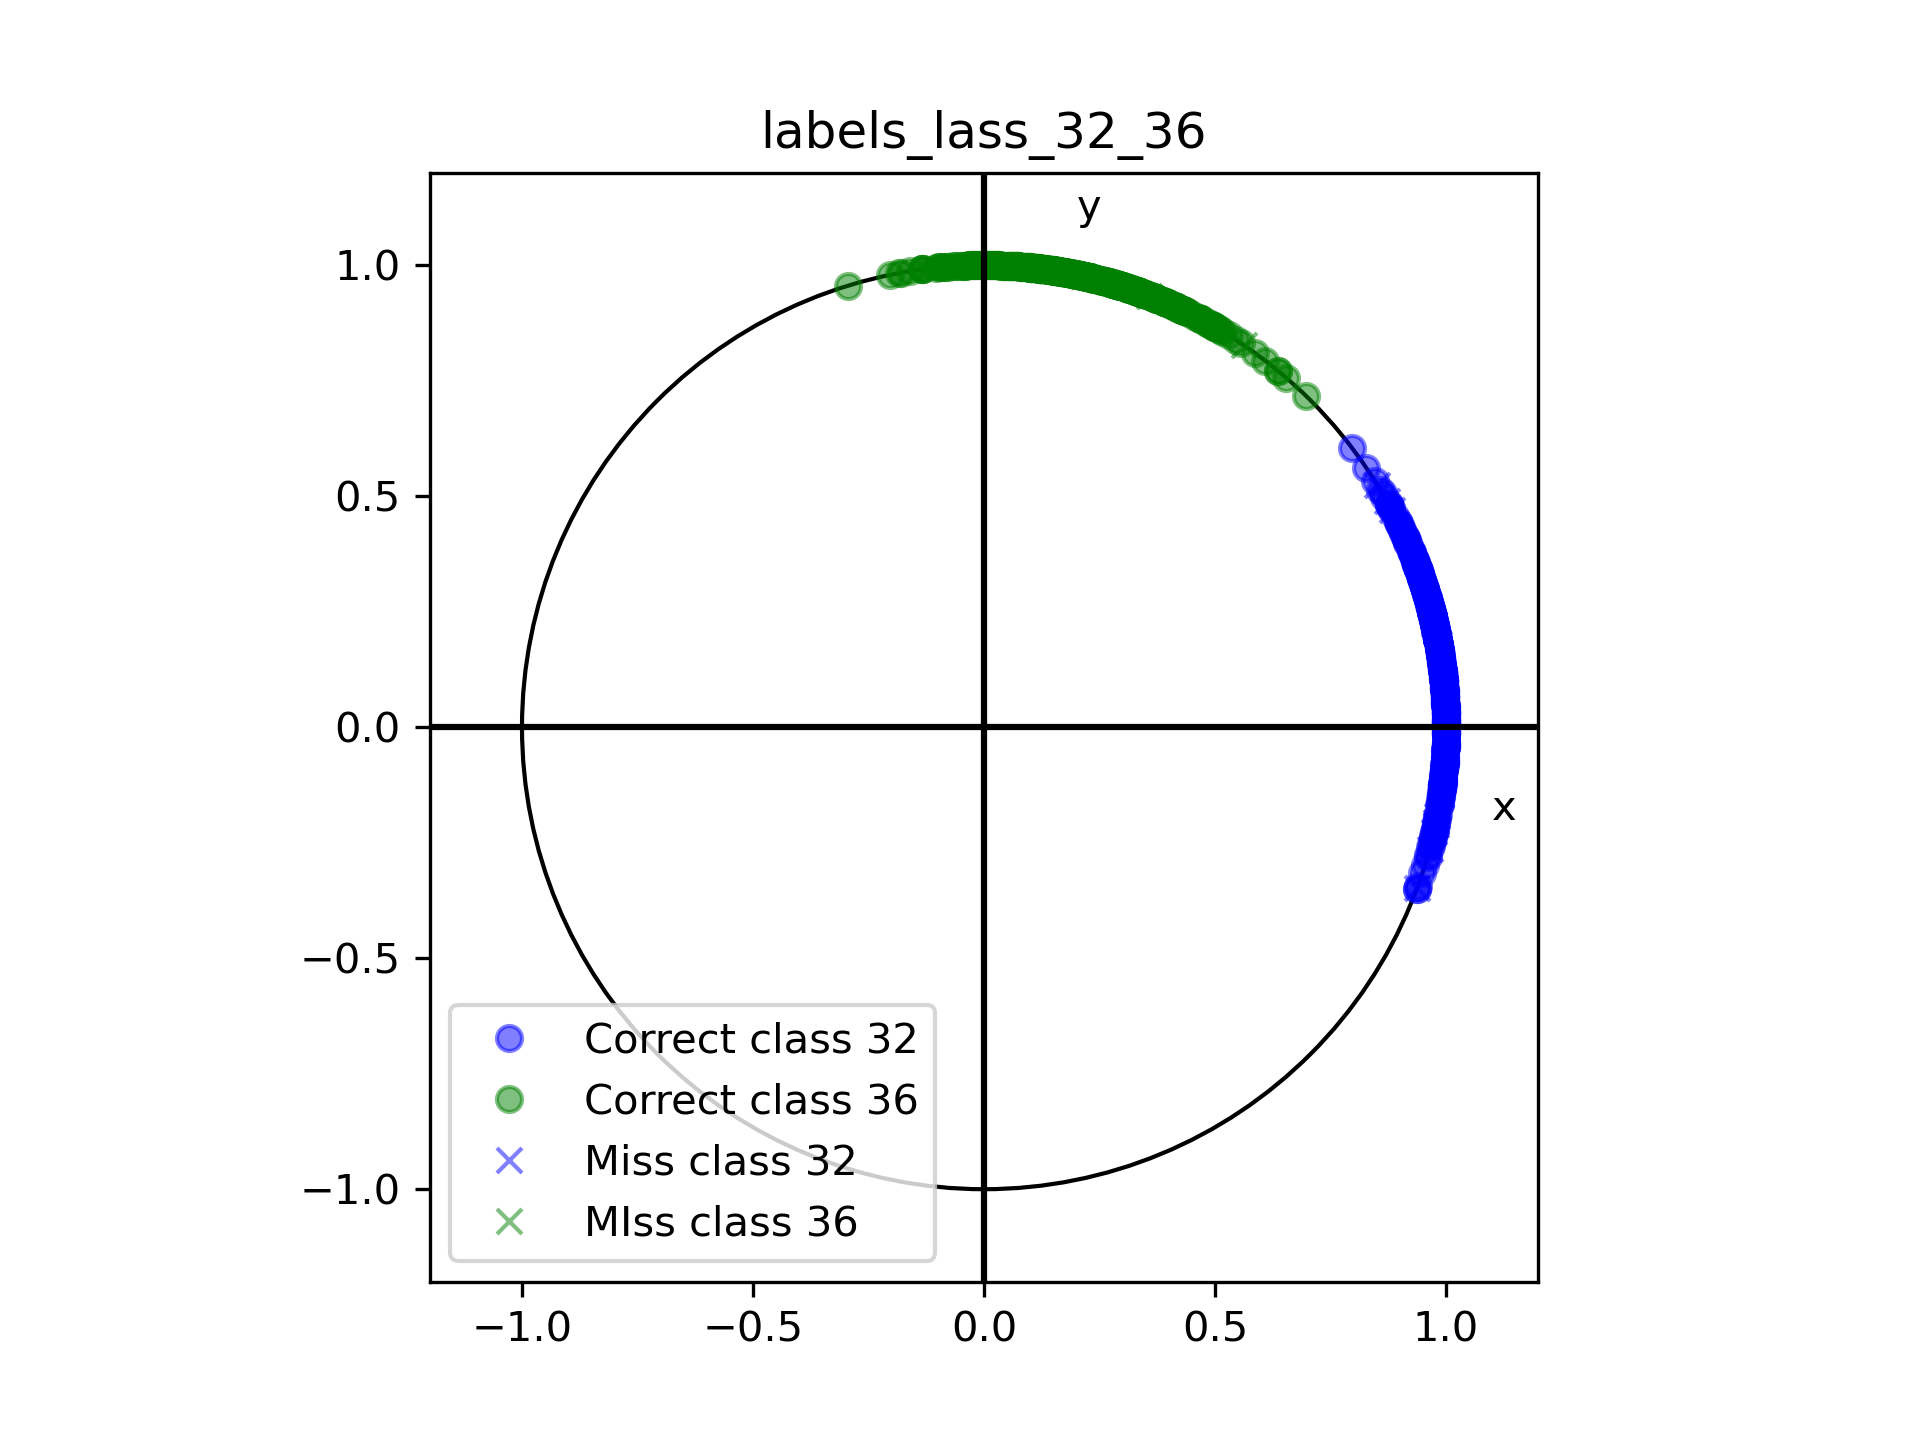 labels_lass_32_36
y
1.0
0.5
0.0
x
−0.5
−1.0
Correct class 32
Correct class 36
Miss class 32
MIss class 36
−1.0 −0.5 0.0 0.5 1.0